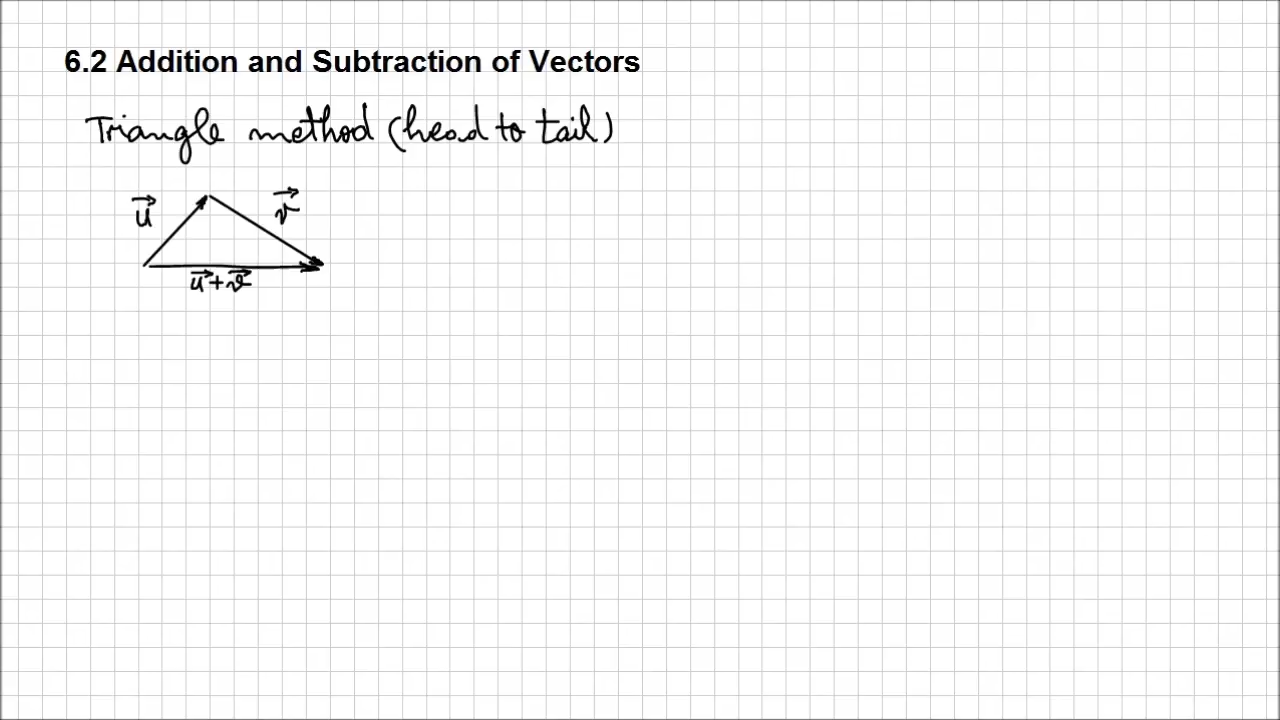 6.2 Addition and Subtraction of Vectors
Triangle method (head to tail)
u⃗
v⃗
u⃗+v⃗